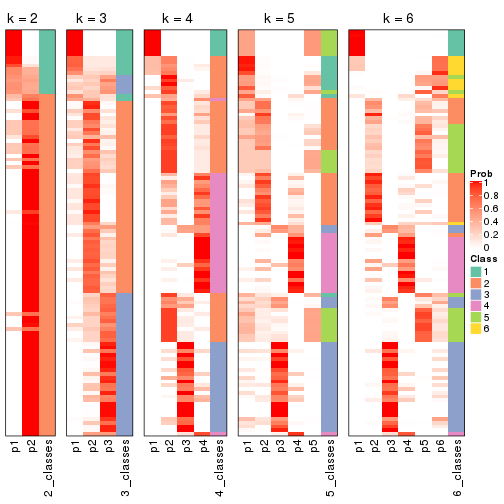 k = 2
k = 3
k = 4
k = 5
k = 6
Prob
1
0.8
0.6
0.4
0.2
0
Class
1
2
3
4
5
6
p1
p2
2_classes
p1
p2
p3
3_classes
p1
p2
p3
p4
4_classes
p1
p2
p3
p4
p5
5_classes
p1
p2
p3
p4
p5
p6
6_classes